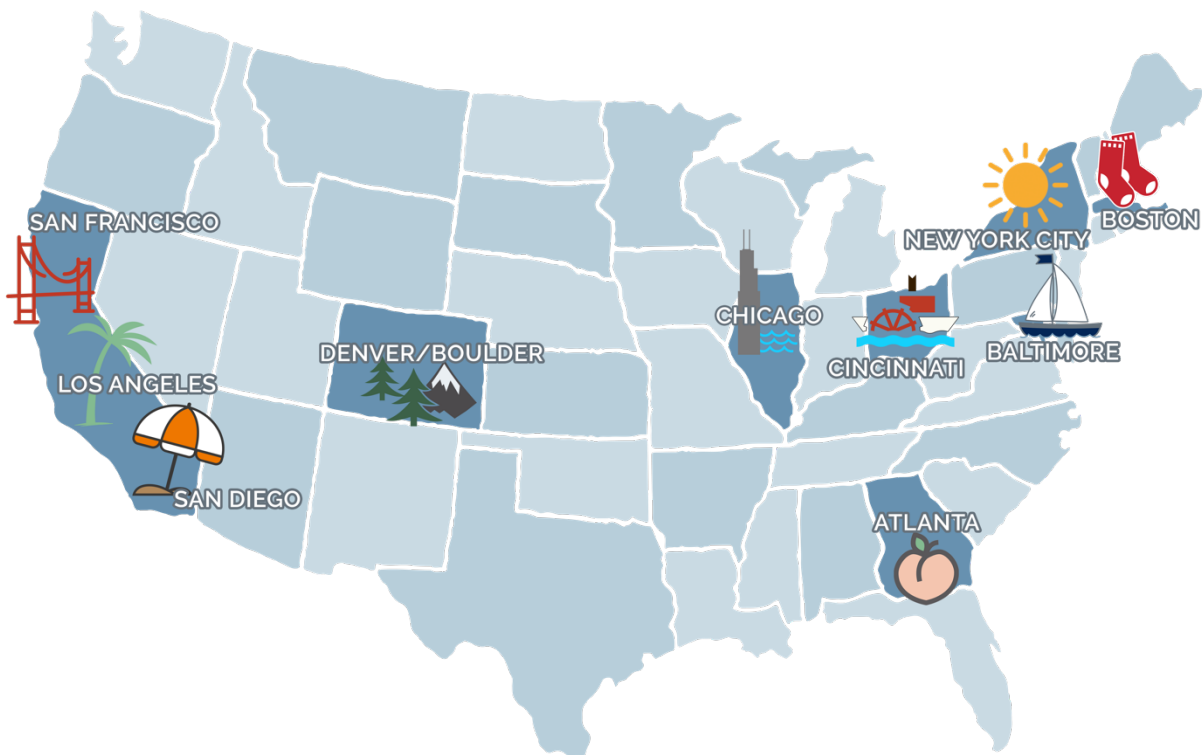 SAN FRANCISCO
BOSTON
NEW YORK CITY
CHICAGO
DENVER/BOULDER
BALTIMORE
CINCINNATI
LOS ANGELES
SAN DIEGO
ATLANTA